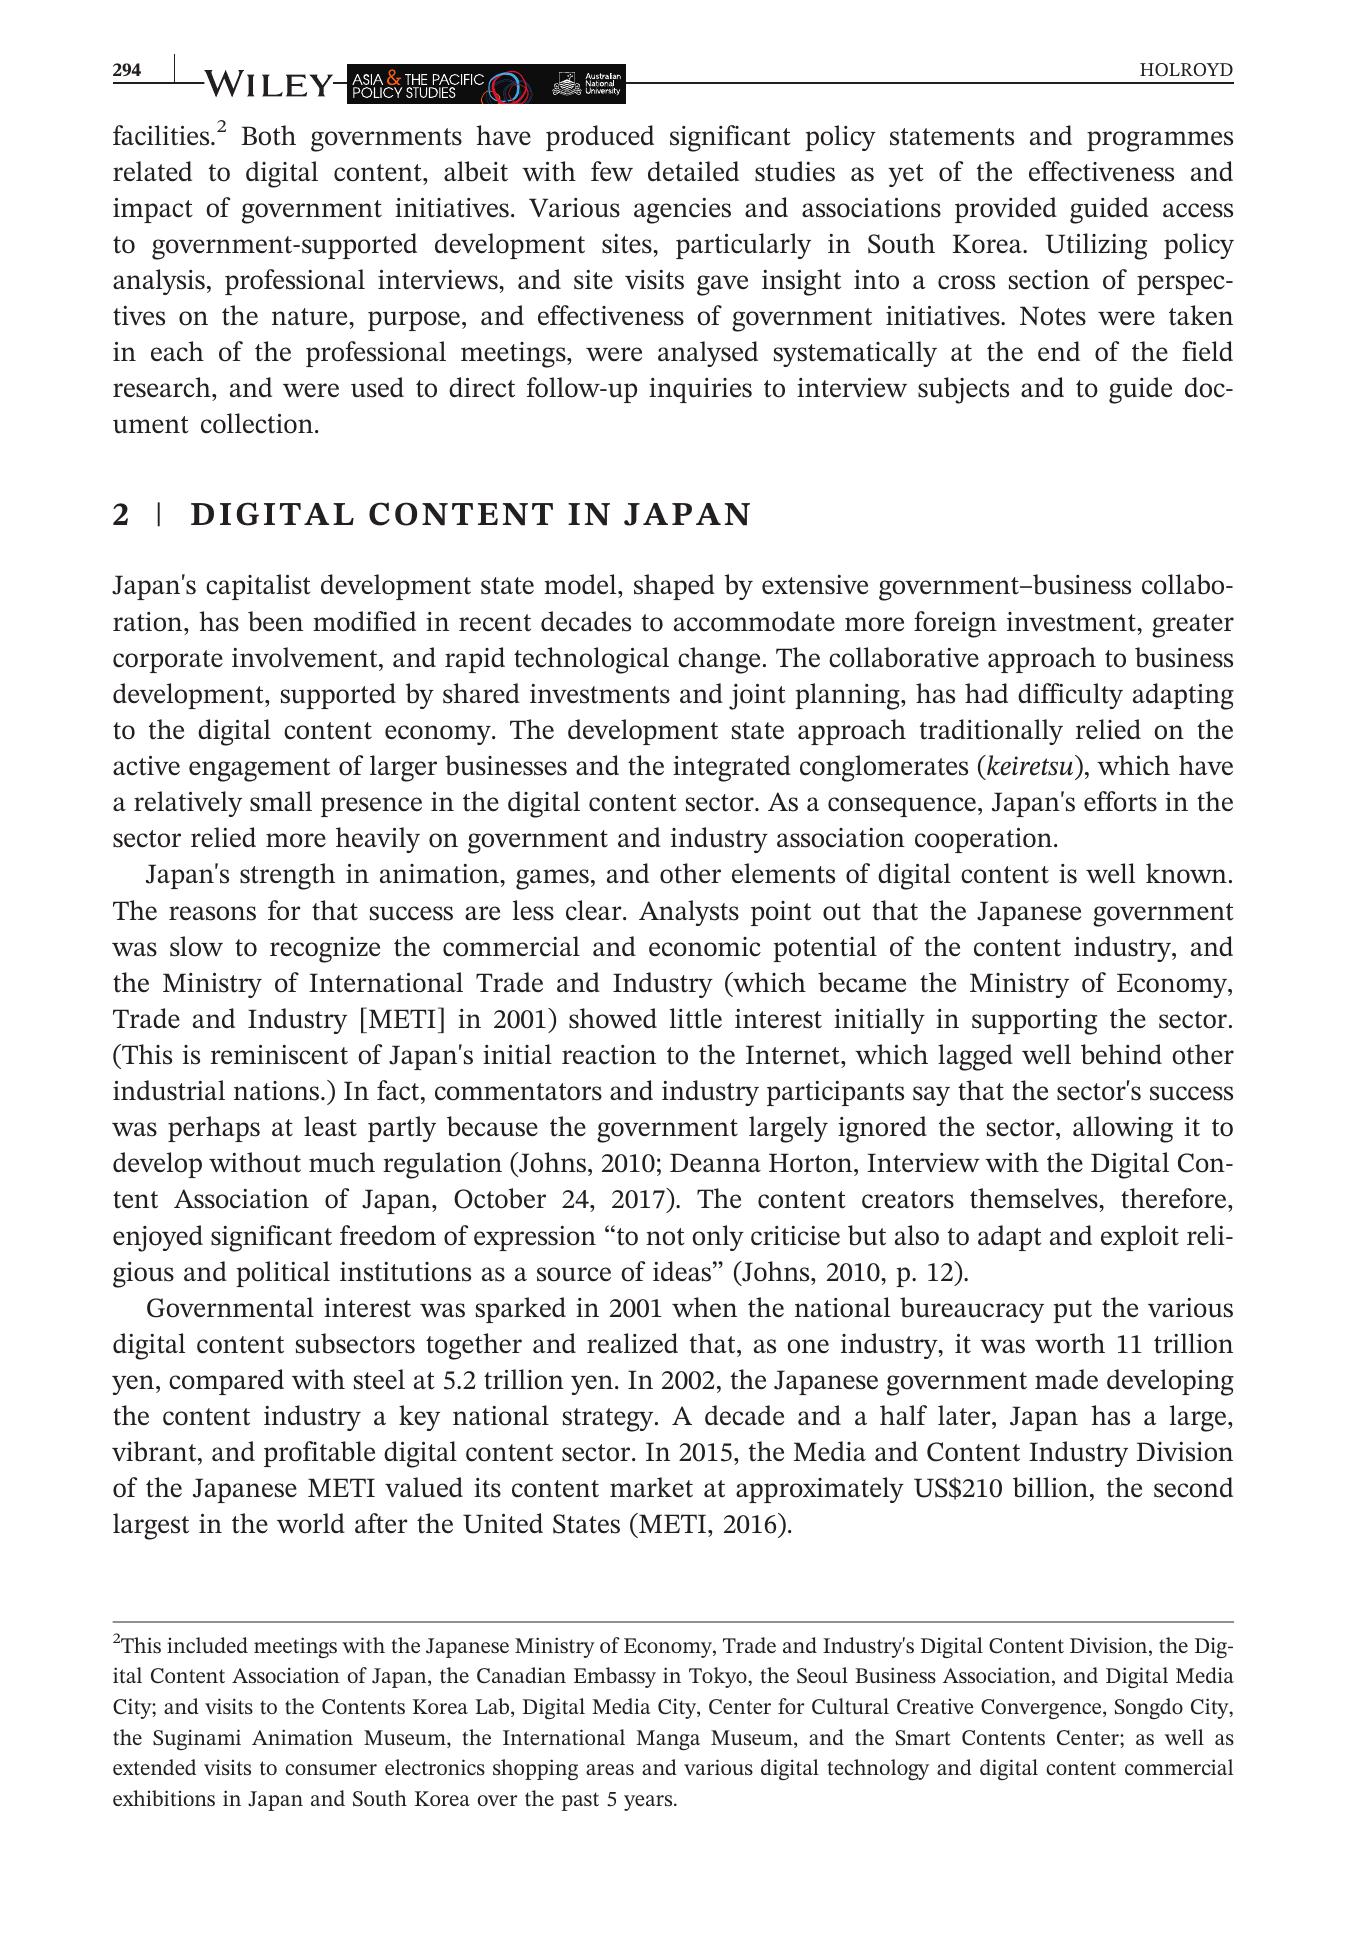 294
WILEY
ASIA & THE PACIFIC
POLICY STUDIES
Australian
National
University
HOLROYD
facilities.2 Both governments have produced significant policy statements and programmes
related to digital content, albeit with few detailed studies as yet of the effectiveness and
impact of government initiatives. Various agencies and associations provided guided access
to government-supported development sites, particularly in South Korea. Utilizing policy
analysis, professional interviews, and site visits gave insight into a cross section of perspec-
tives on the nature, purpose, and effectiveness of government initiatives. Notes were taken
in each of the professional meetings, were analysed systematically at the end of the field
research, and were used to direct follow-up inquiries to interview subjects and to guide doc-
ument collection.
2 | DIGITAL CONTENT IN JAPAN
Japan's capitalist development state model, shaped by extensive government–business collabo-
ration, has been modified in recent decades to accommodate more foreign investment, greater
corporate involvement, and rapid technological change. The collaborative approach to business
development, supported by shared investments and joint planning, has had difficulty adapting
to the digital content economy. The development state approach traditionally relied on the
active engagement of larger businesses and the integrated conglomerates (keiretsu), which have
a relatively small presence in the digital content sector. As a consequence, Japan's efforts in the
sector relied more heavily on government and industry association cooperation.
Japan's strength in animation, games, and other elements of digital content is well known.
The reasons for that success are less clear. Analysts point out that the Japanese government
was slow to recognize the commercial and economic potential of the content industry, and
the Ministry of International Trade and Industry (which became the Ministry of Economy,
Trade and Industry [METI] in 2001) showed little interest initially in supporting the sector.
(This is reminiscent of Japan's initial reaction to the Internet, which lagged well behind other
industrial nations.) In fact, commentators and industry participants say that the sector's success
was perhaps at least partly because the government largely ignored the sector, allowing it to
develop without much regulation (Johns, 2010; Deanna Horton, Interview with the Digital Con-
tent Association of Japan, October 24, 2017). The content creators themselves, therefore,
enjoyed significant freedom of expression “to not only criticise but also to adapt and exploit reli-
gious and political institutions as a source of ideas” (Johns, 2010, p. 12).
Governmental interest was sparked in 2001 when the national bureaucracy put the various
digital content subsectors together and realized that, as one industry, it was worth 11 trillion
yen, compared with steel at 5.2 trillion yen. In 2002, the Japanese government made developing
the content industry a key national strategy. A decade and a half later, Japan has a large,
vibrant, and profitable digital content sector. In 2015, the Media and Content Industry Division
of the Japanese METI valued its content market at approximately US$210 billion, the second
largest in the world after the United States (METI, 2016).
2This included meetings with the Japanese Ministry of Economy, Trade and Industry's Digital Content Division, the Dig-
ital Content Association of Japan, the Canadian Embassy in Tokyo, the Seoul Business Association, and Digital Media
City; and visits to the Contents Korea Lab, Digital Media City, Center for Cultural Creative Convergence, Songdo City,
the Suginami Animation Museum, the International Manga Museum, and the Smart Contents Center; as well as
extended visits to consumer electronics shopping areas and various digital technology and digital content commercial
exhibitions in Japan and South Korea over the past 5 years.